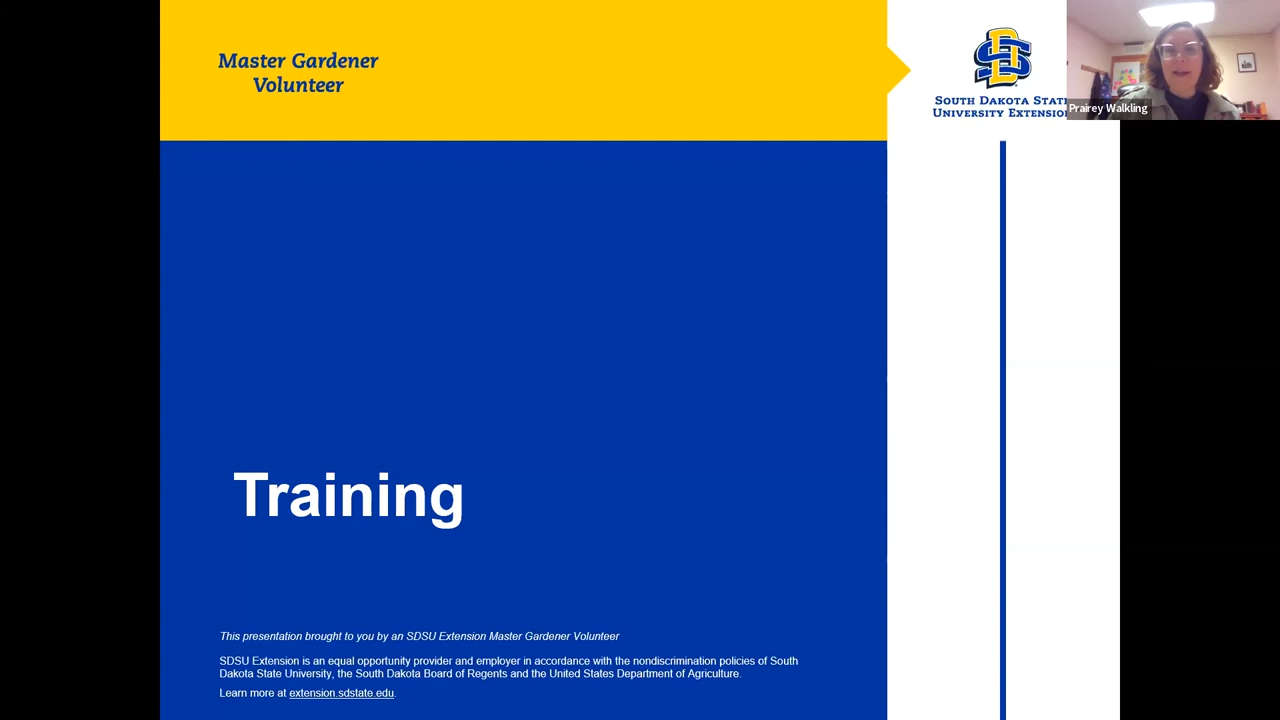 Master Gardener
Volunteer
SOUTH DAKOTA STATE
UNIVERSITY EXTENSION
Prairey Walkling
Training
This presentation brought to you by an SDSU Extension Master Gardener Volunteer
SDSU Extension is an equal opportunity provider and employer in accordance with the nondiscrimination policies of South
Dakota State University, the South Dakota Board of Regents and the United States Department of Agriculture.
Learn more at extension.sdstate.edu.